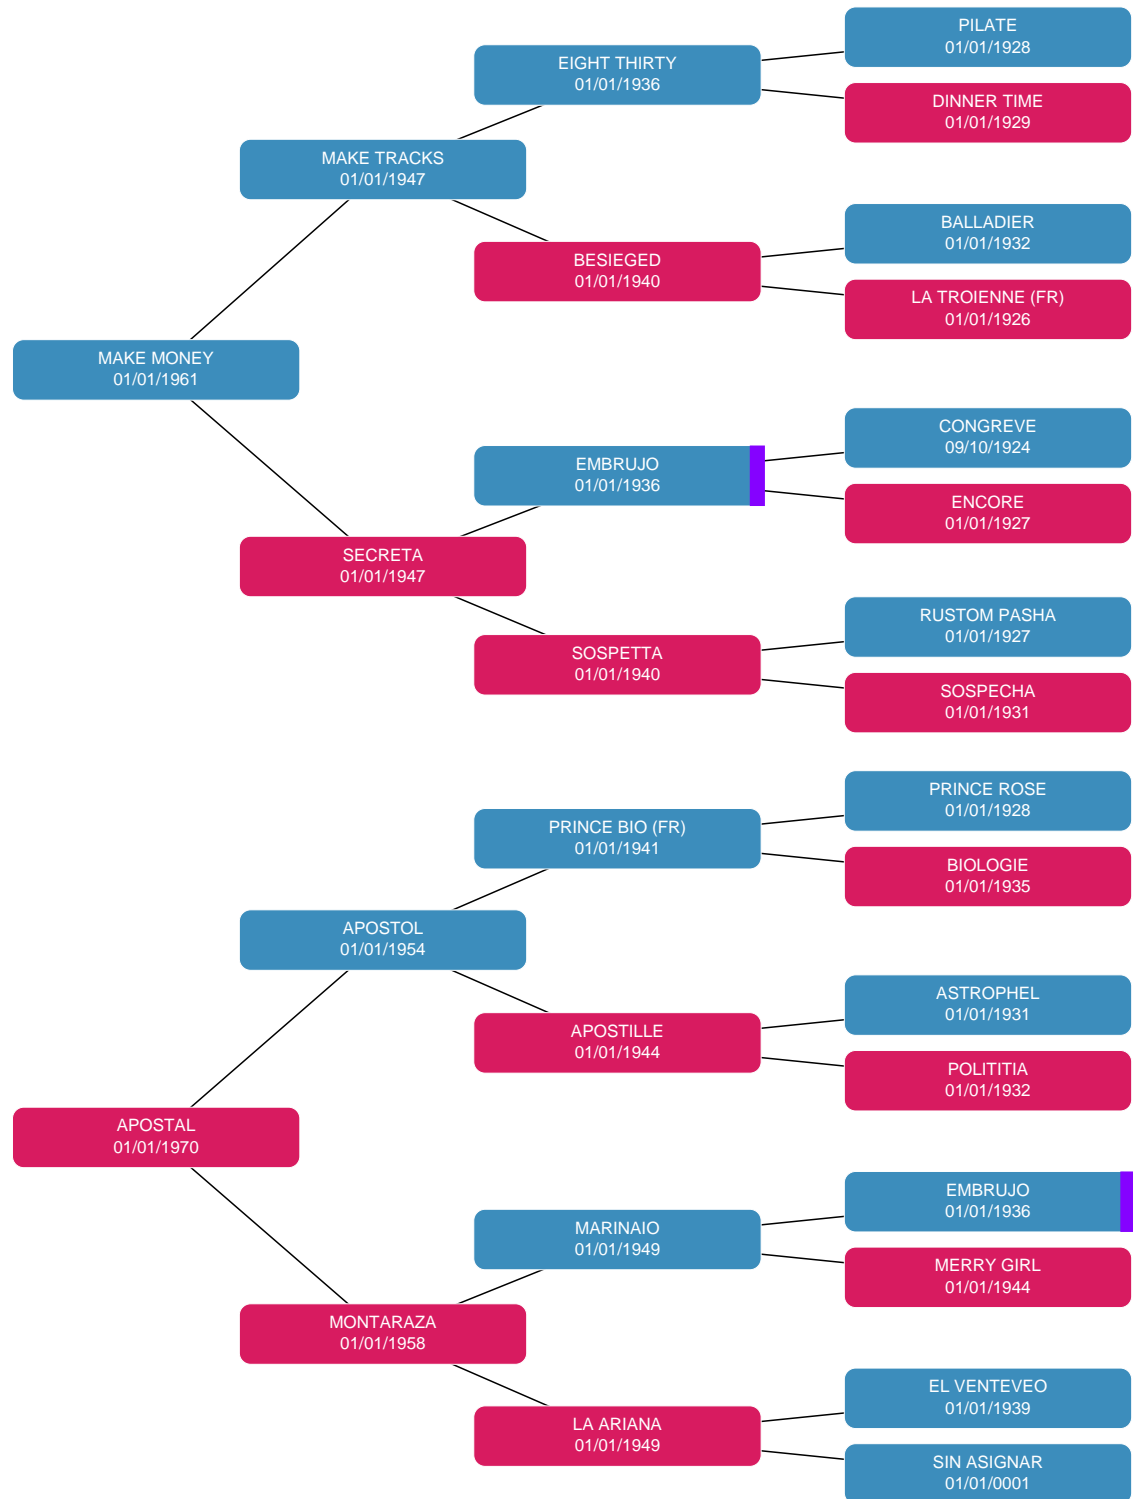 PILATE
01/01/1928
EIGHT THIRTY
01/01/1936
DINNER TIME
01/01/1929
MAKE TRACKS
01/01/1947
BALLADIER
01/01/1932
BESIEGED
01/01/1940
LA TROIENNE (FR)
01/01/1926
MAKE MONEY
01/01/1961
CONGREVE
09/10/1924
EMBRUJO
01/01/1936
ENCORE
01/01/1927
SECRETA
01/01/1947
RUSTOM PASHA
01/01/1927
SOSPETTA
01/01/1940
SOSPECHA
01/01/1931
PRINCE ROSE
01/01/1928
PRINCE BIO (FR)
01/01/1941
BIOLOGIE
01/01/1935
APOSTOL
01/01/1954
ASTROPHEL
01/01/1931
APOSTILLE
01/01/1944
POLITITIA
01/01/1932
APOSTAL
01/01/1970
EMBRUJO
01/01/1936
MARINAIO
01/01/1949
MERRY GIRL
01/01/1944
MONTARAZA
01/01/1958
EL VENTEVEO
01/01/1939
LA ARIANA
01/01/1949
SIN ASIGNAR
01/01/0001